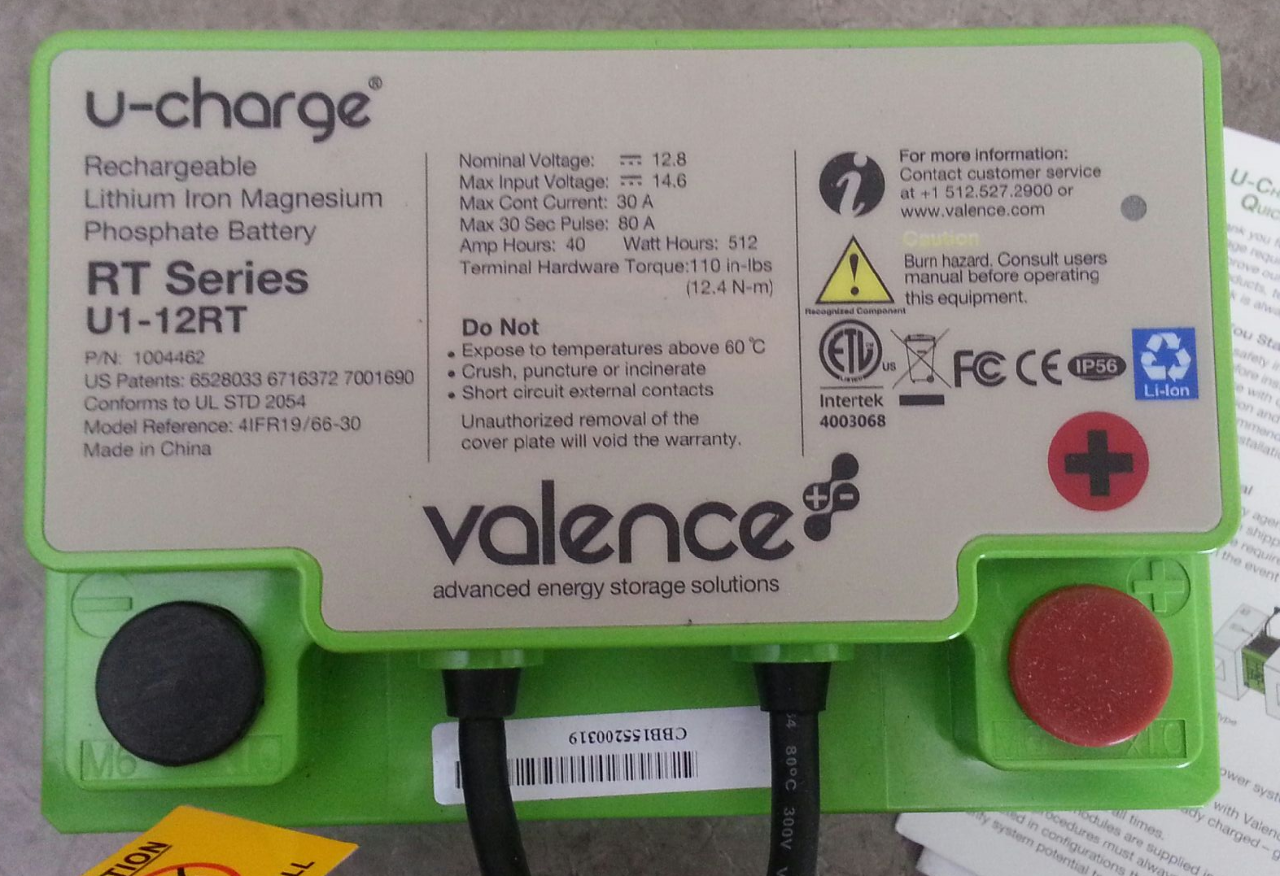 u-charge®
Rechargeable
Lithium Iron Magnesium
Phosphate Battery
RT Series
U1-12RT
P/N: 1004462
US Patents: 6528033 6716372 7001690
Conforms to UL STD 2054
Model Reference: 4IFR19/66-30
Made in China
Nominal Voltage: 12.8
Max Input Voltage: 14.6
Max Cont Current: 30 A
Max 30 Sec Pulse: 80 A
Amp Hours: 40 Watt Hours: 512
Terminal Hardware Torque:110 in-lbs
(12.4 N-m)
Do Not
• Expose to temperatures above 60°C
• Crush, puncture or incinerate
• Short circuit external contacts
Unauthorized removal of the
cover plate will void the warranty.
i
For more information:
Contact customer service
at +1 512.527.2900 or
www.valence.com
!
Caution
Burn hazard. Consult users
manual before operating
this equipment.
Recognized Component
ETL
US
Intertek
4003068
FC CE IP56
Li-Ion
valence
advanced energy storage solutions
M6
CBB155200319
80°C 300V
all times.